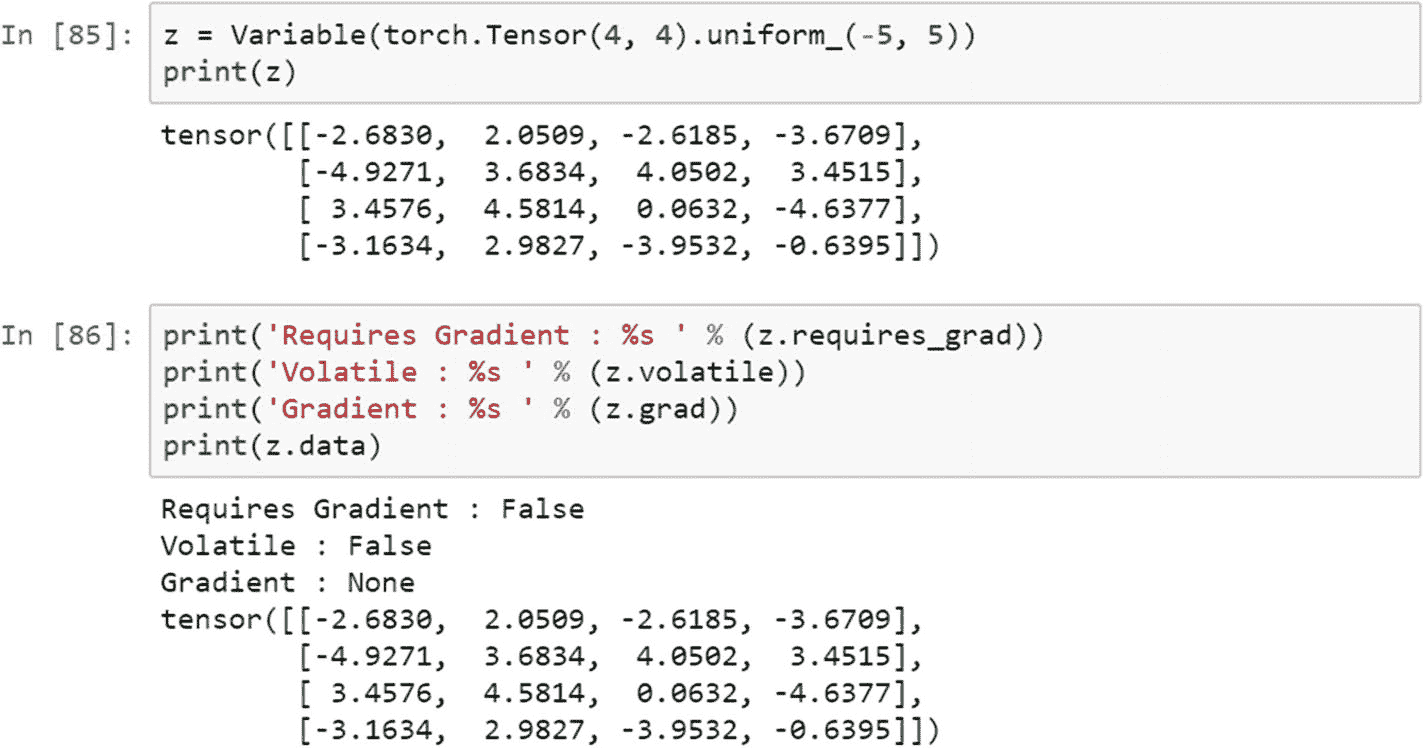 In [85]: z = Variable(torch.Tensor(4, 4).uniform_(-5, 5))
print(z)
tensor([[-2.6830,  2.0509, -2.6185, -3.6709],
        [-4.9271,  3.6834,  4.0502,  3.4515],
        [ 3.4576,  4.5814,  0.0632, -4.6377],
        [-3.1634,  2.9827, -3.9532, -0.6395]])
In [86]: print('Requires Gradient : %s ' % (z.requires_grad))
print('Volatile : %s ' % (z.volatile))
print('Gradient : %s ' % (z.grad))
print(z.data)
Requires Gradient : False
Volatile : False
Gradient : None
tensor([[-2.6830,  2.0509, -2.6185, -3.6709],
        [-4.9271,  3.6834,  4.0502,  3.4515],
        [ 3.4576,  4.5814,  0.0632, -4.6377],
        [-3.1634,  2.9827, -3.9532, -0.6395]])